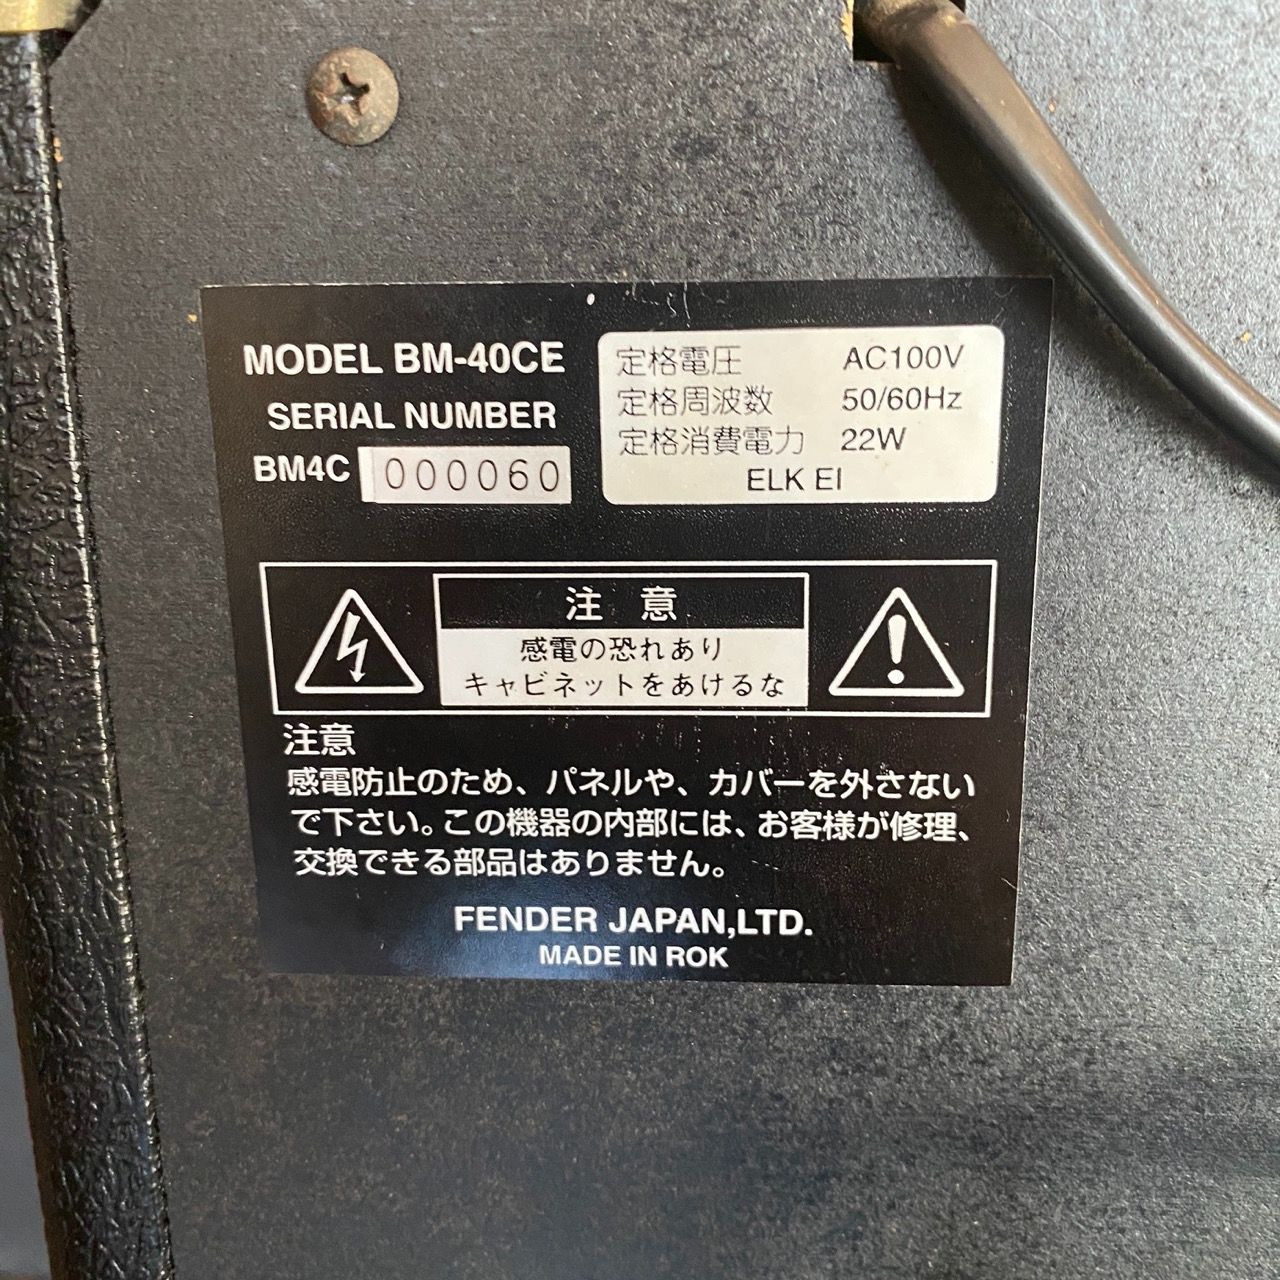 MODEL BM-40CE
SERIAL NUMBER
BM4C 000060
定格電圧 AC100V
定格周波数 50/60Hz
定格消費電力 22W
ELK EI
注 意
感電の恐れあり
キャビネットをあけるな
注意
感電防止のため、パネルや、カバーを外さない
で下さい。この機器の内部には、お客様が修理、
交換できる部品はありません。
FENDER JAPAN,LTD.
MADE IN ROK